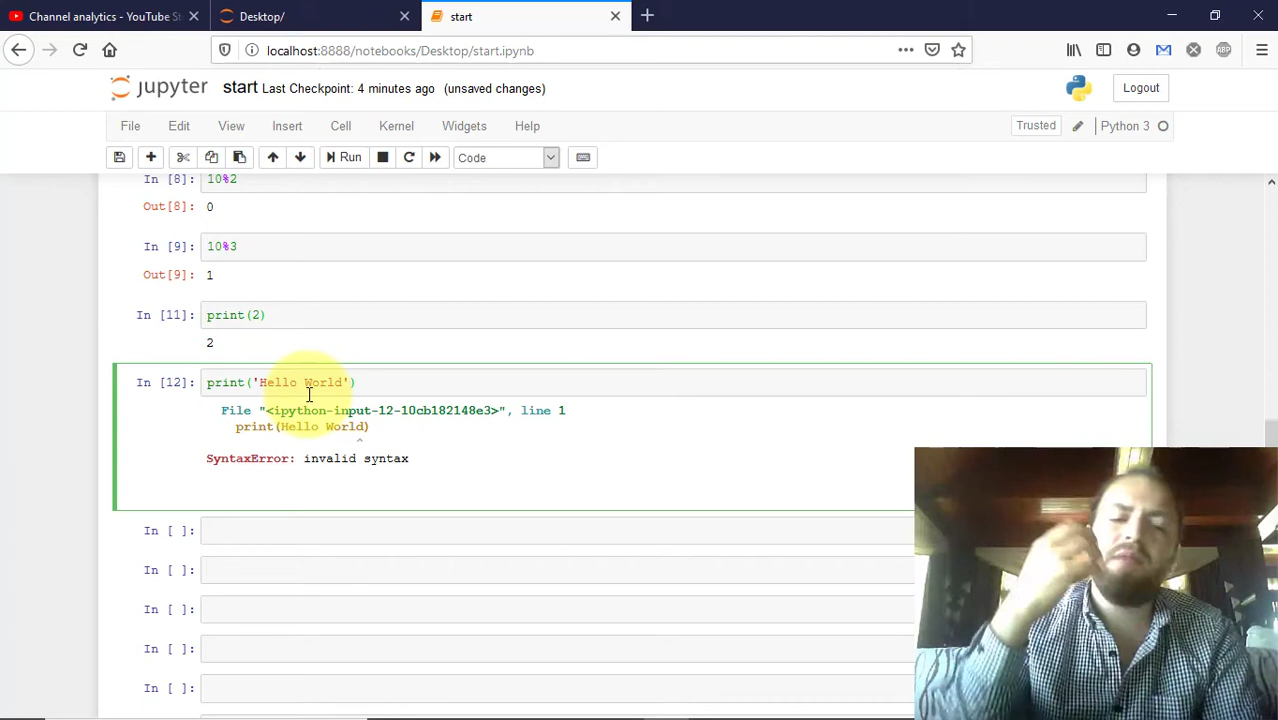 Channel analytics - YouTube St
Desktop/
start
localhost:8888/notebooks/Desktop/start.ipynb
ABP
jupyter start Last Checkpoint: 4 minutes ago (unsaved changes)
Logout
File Edit View Insert Cell Kernel Widgets Help
Trusted Python 3
Run Code
In [8]: 10%2
Out[8]: 0
In [9]: 10%3
Out[9]: 1
In [11]: print(2)
2
In [12]: print('Hello World')
File "<ipython-input-12-10cb182148e3>", line 1
print(Hello World)
^
SyntaxError: invalid syntax
In [ ]:
In [ ]:
In [ ]:
In [ ]:
In [ ]: